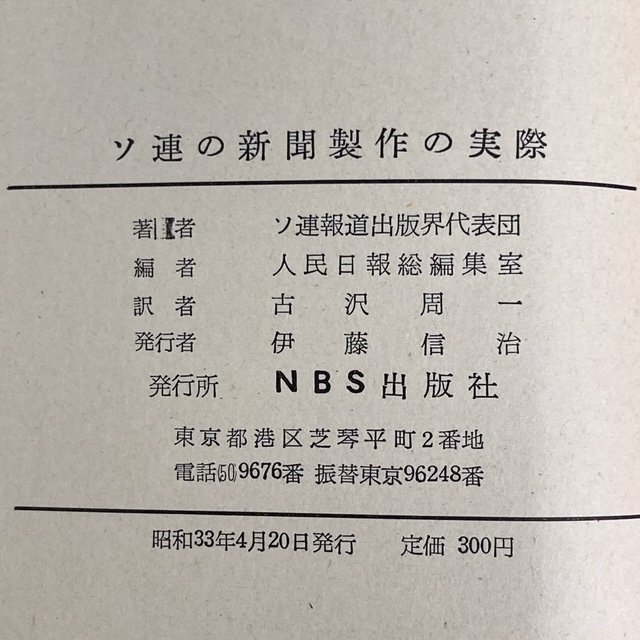 ソ連の新聞製作の実際
著者 ソ連報道出版界代表団
編者 人民日報総編集室
訳者 古沢周一
発行者 伊藤信治
発行所 NBS出版社
東京都港区芝琴平町2番地
電話(50)9676番 振替東京96248番
昭和33年4月20日発行 定価 300円